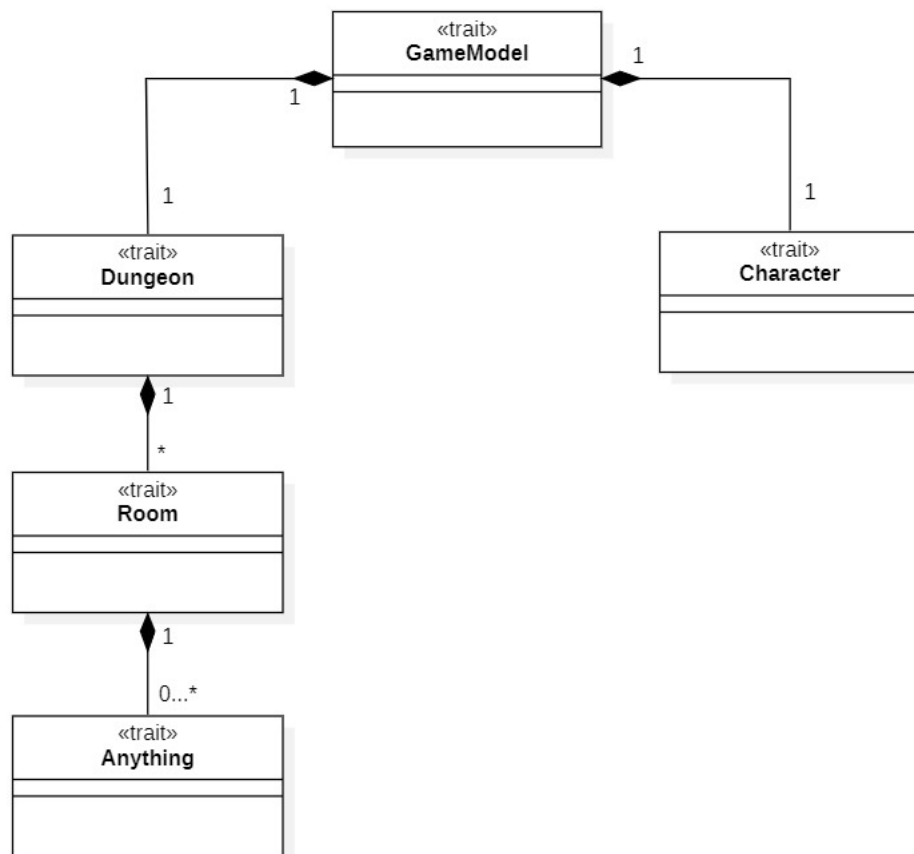 «trait»
GameModel
1
1
1
1
«trait»
Dungeon
«trait»
Character
1
*
«trait»
Room
1
0...*
«trait»
Anything